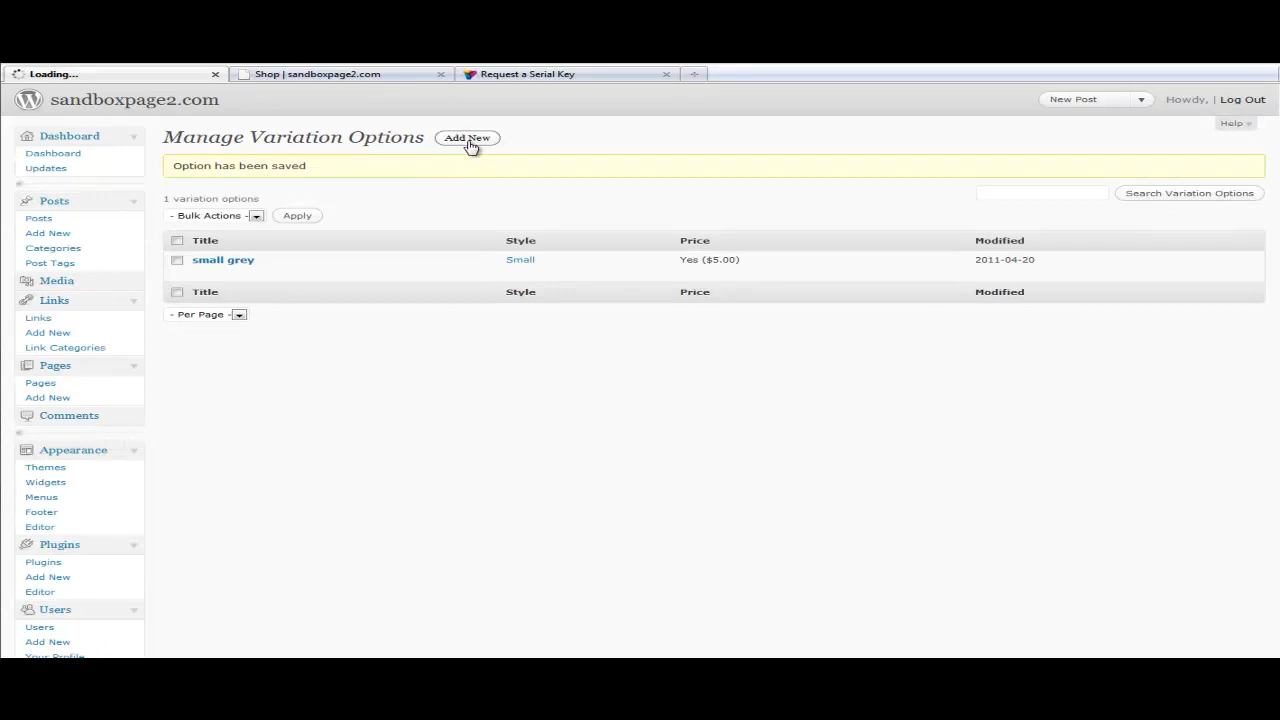 Loading...
Shop | sandboxpage2.com
Request a Serial Key
sandboxpage2.com
New Post
Howdy, | Log Out
Help
Dashboard
Dashboard
Updates
Posts
Posts
Add New
Categories
Post Tags
Media
Links
Links
Add New
Link Categories
Pages
Pages
Add New
Comments
Appearance
Themes
Widgets
Menus
Footer
Editor
Plugins
Plugins
Add New
Editor
Users
Users
Add New
Your Profile
Manage Variation Options Add New
Option has been saved
1 variation options
Search Variation Options
- Bulk Actions - Apply
Title Style Price Modified
small grey Small Yes ($5.00) 2011-04-20
Title Style Price Modified
- Per Page -